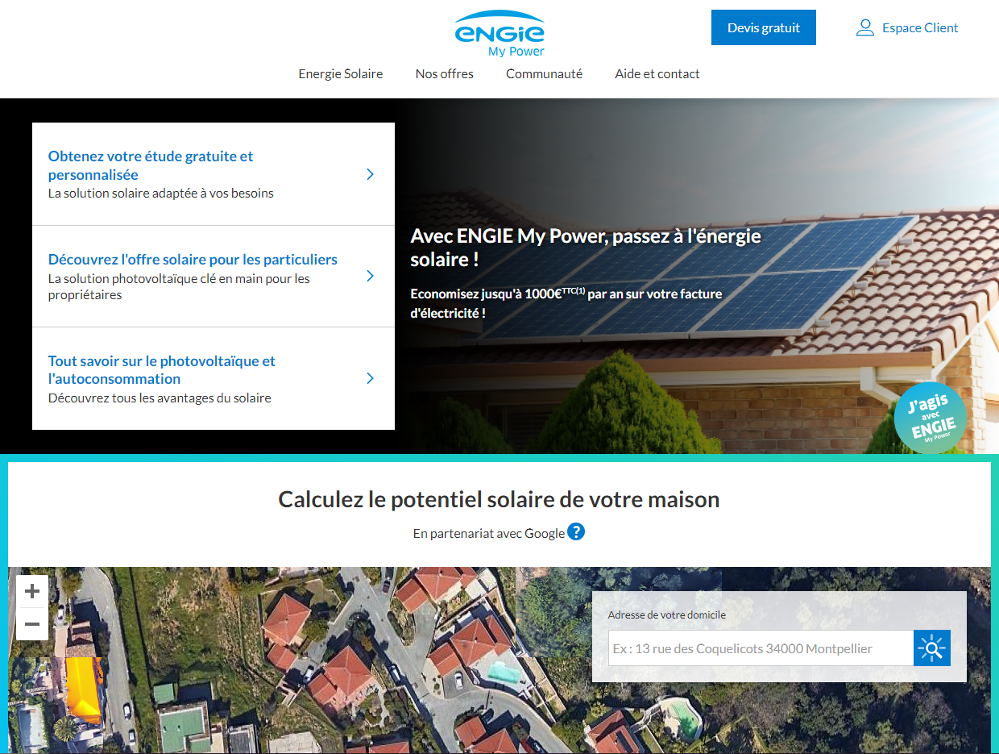 ENGIE
My Power
Devis gratuit
Espace Client
Energie Solaire
Nos offres
Communauté
Aide et contact
Obtenez votre étude gratuite et
personnalisée
La solution solaire adaptée à vos besoins
Découvrez l'offre solaire pour les particuliers
La solution photovoltaïque clé en main pour les
propriétaires
Tout savoir sur le photovoltaïque et
l'autoconsommation
Découvrez tous les avantages du solaire
Avec ENGIE My Power, passez à l'énergie
solaire !
Economisez jusqu'à 1000€TTC(1) par an sur votre facture
d'électricité !
J'agis
avec
ENGIE
My Power
Calculez le potentiel solaire de votre maison
En partenariat avec Google ?
+
−
Adresse de votre domicile
Ex : 13 rue des Coquelicots 34000 Montpellier